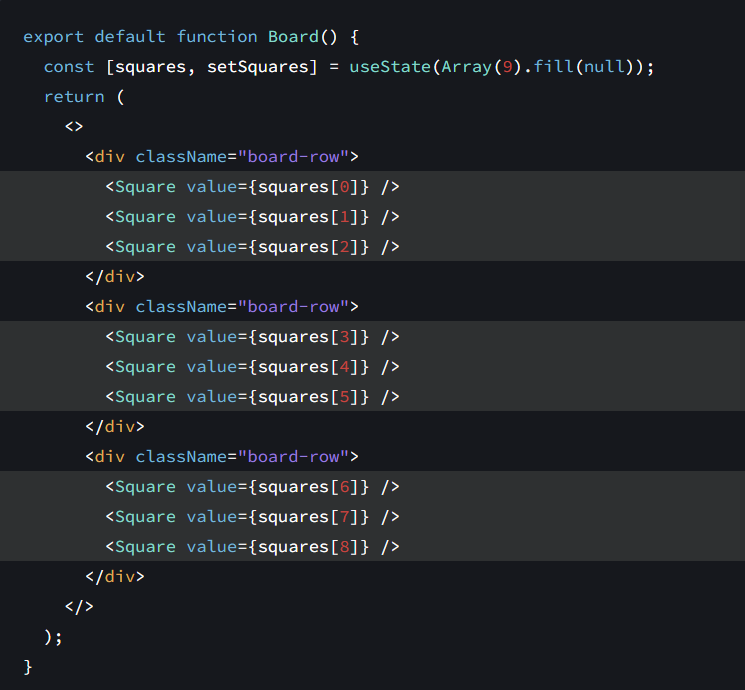 export default function Board() {
  const [squares, setSquares] = useState(Array(9).fill(null));
  return (
    <>
      <div className="board-row">
        <Square value={squares[0]} />
        <Square value={squares[1]} />
        <Square value={squares[2]} />
      </div>
      <div className="board-row">
        <Square value={squares[3]} />
        <Square value={squares[4]} />
        <Square value={squares[5]} />
      </div>
      <div className="board-row">
        <Square value={squares[6]} />
        <Square value={squares[7]} />
        <Square value={squares[8]} />
      </div>
    </>
  );
}